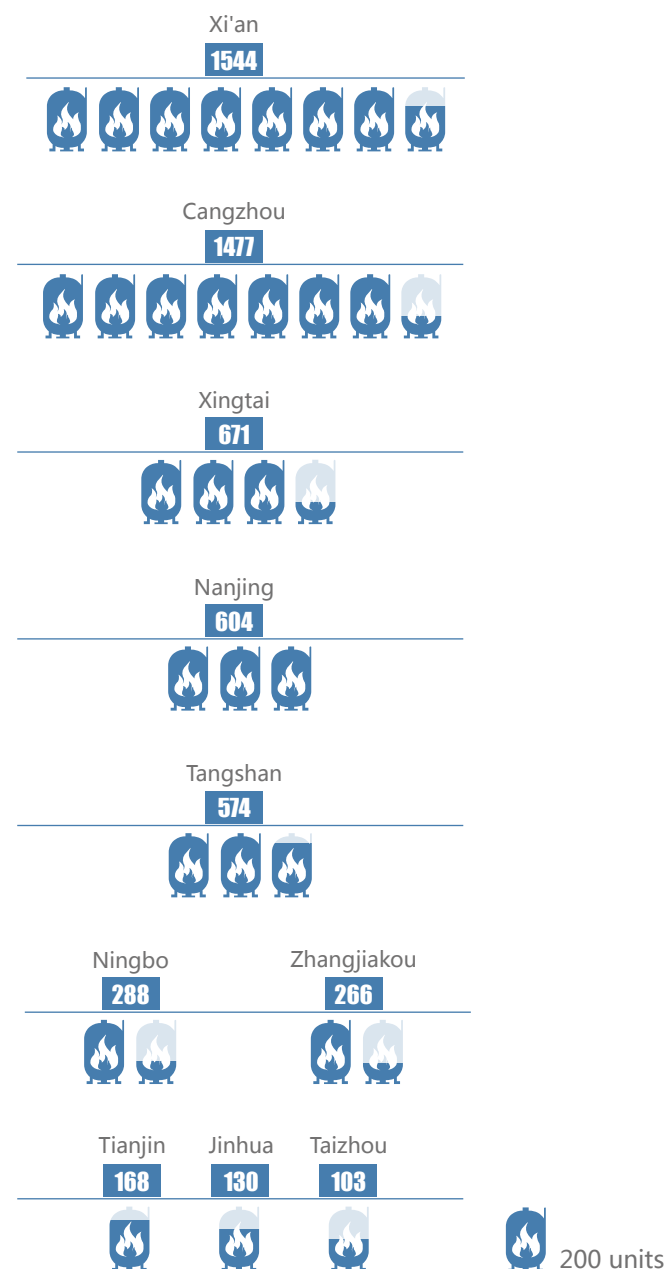 Xi'an
1544
Cangzhou
1477
Xingtai
671
Nanjing
604
Tangshan
574
Ningbo Zhangjiakou
288 266
Tianjin Jinhua Taizhou
168 130 103
200 units